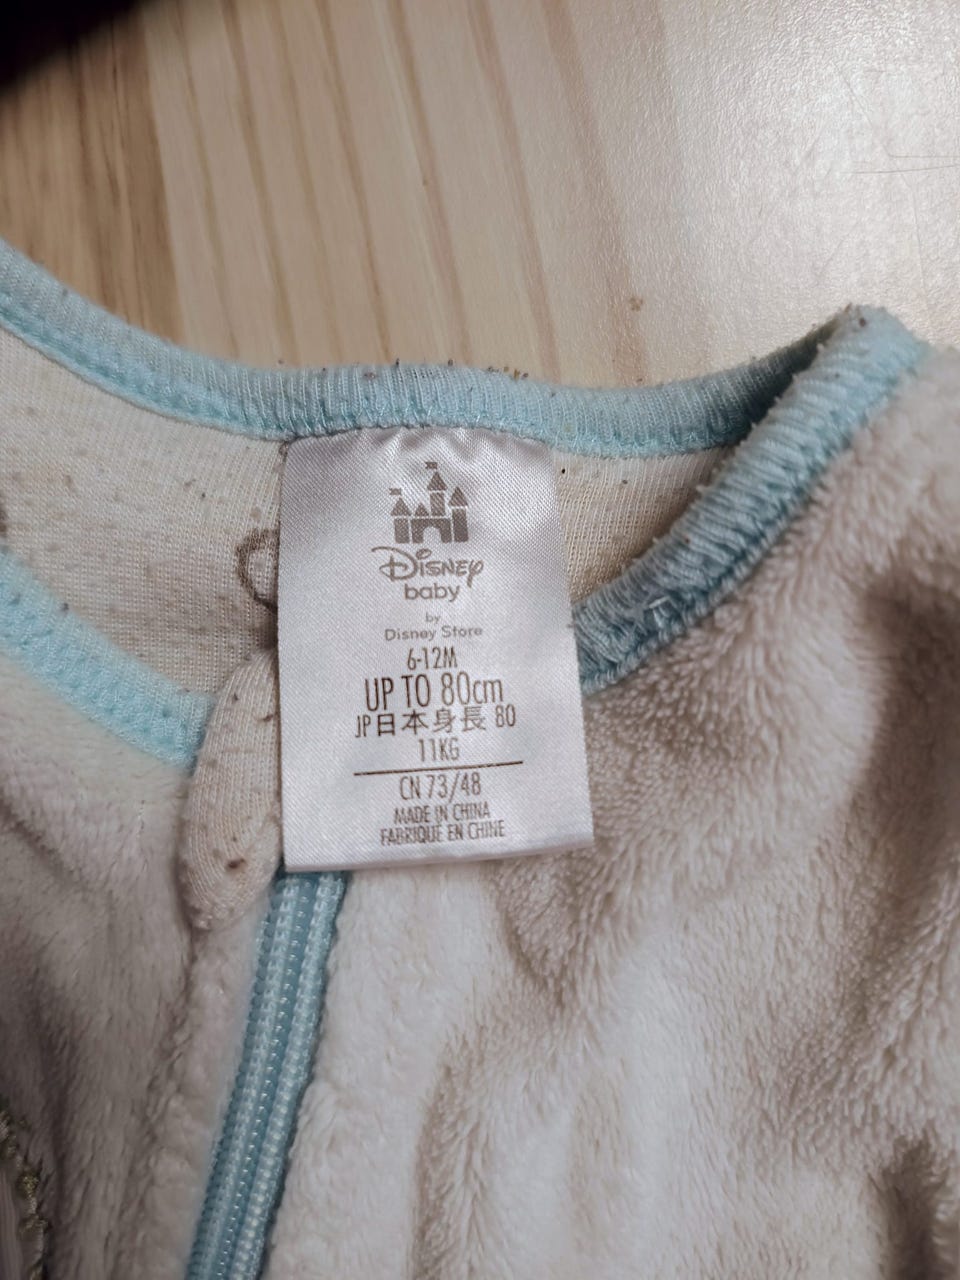 Disney
baby
by
Disney Store
6-12M
UP TO 80cm
JP日本身長 80
11KG
CN 73/48
MADE IN CHINA
FABRIQUÉ EN CHINE